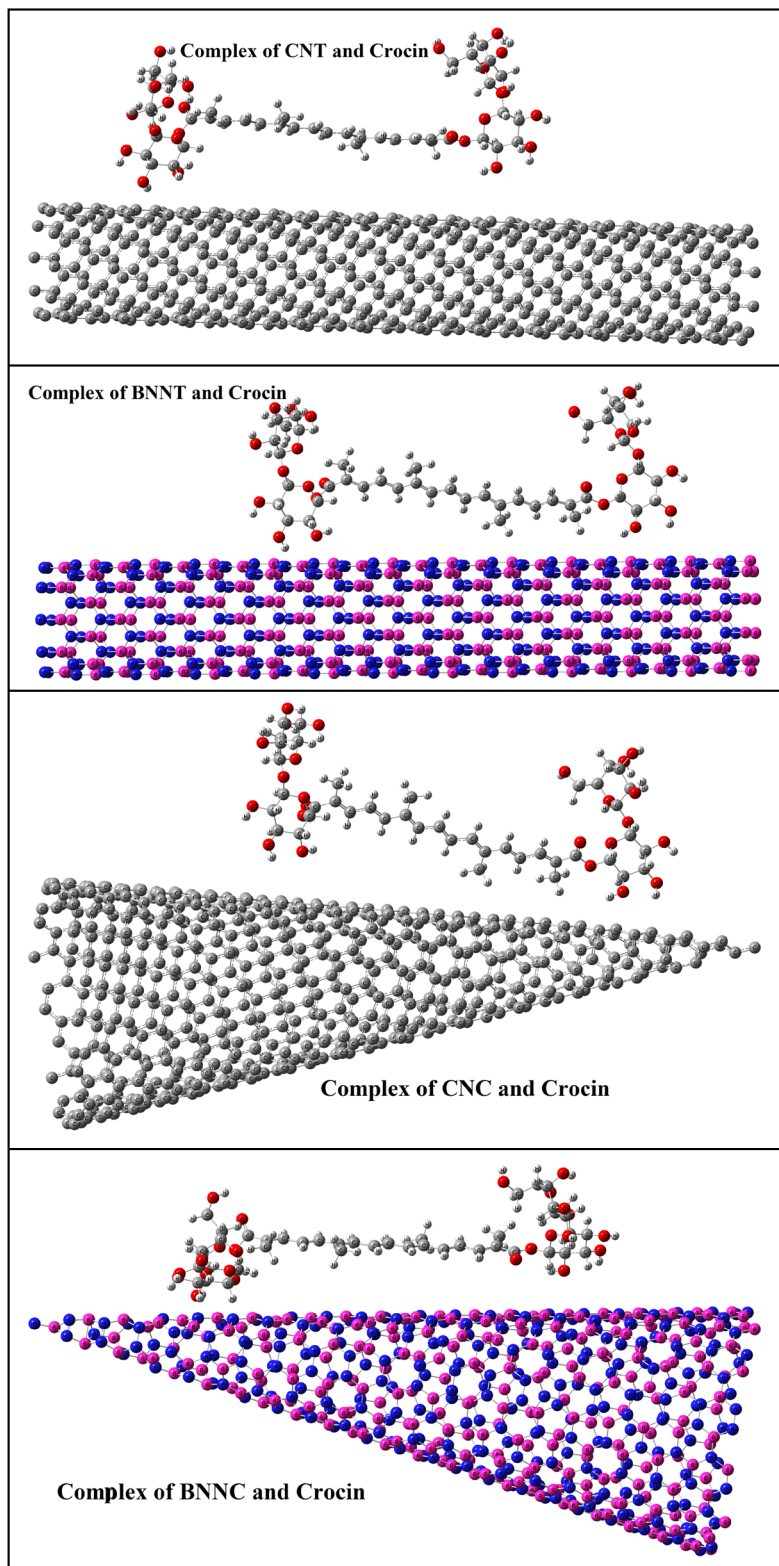 Complex of CNT and Crocin
Complex of BNNT and Crocin
Complex of CNC and Crocin
Complex of BNNC and Crocin